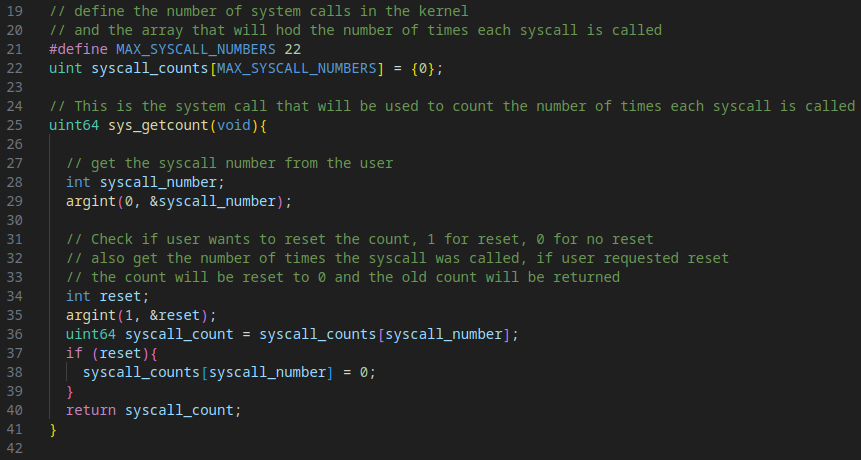 19 // define the number of system calls in the kernel
20 // and the array that will hod the number of times each syscall is called
21 #define MAX_SYSCALL_NUMBERS 22
22 uint syscall_counts[MAX_SYSCALL_NUMBERS] = {0};
23
24 // This is the system call that will be used to count the number of times each syscall is called
25 uint64 sys_getcount(void){
26
27   // get the syscall number from the user
28   int syscall_number;
29   argint(0, &syscall_number);
30
31   // Check if user wants to reset the count, 1 for reset, 0 for no reset
32   // also get the number of times the syscall was called, if user requested reset
33   // the count will be reset to 0 and the old count will be returned
34   int reset;
35   argint(1, &reset);
36   uint64 syscall_count = syscall_counts[syscall_number];
37   if (reset){
38     syscall_counts[syscall_number] = 0;
39   }
40   return syscall_count;
41 }
42